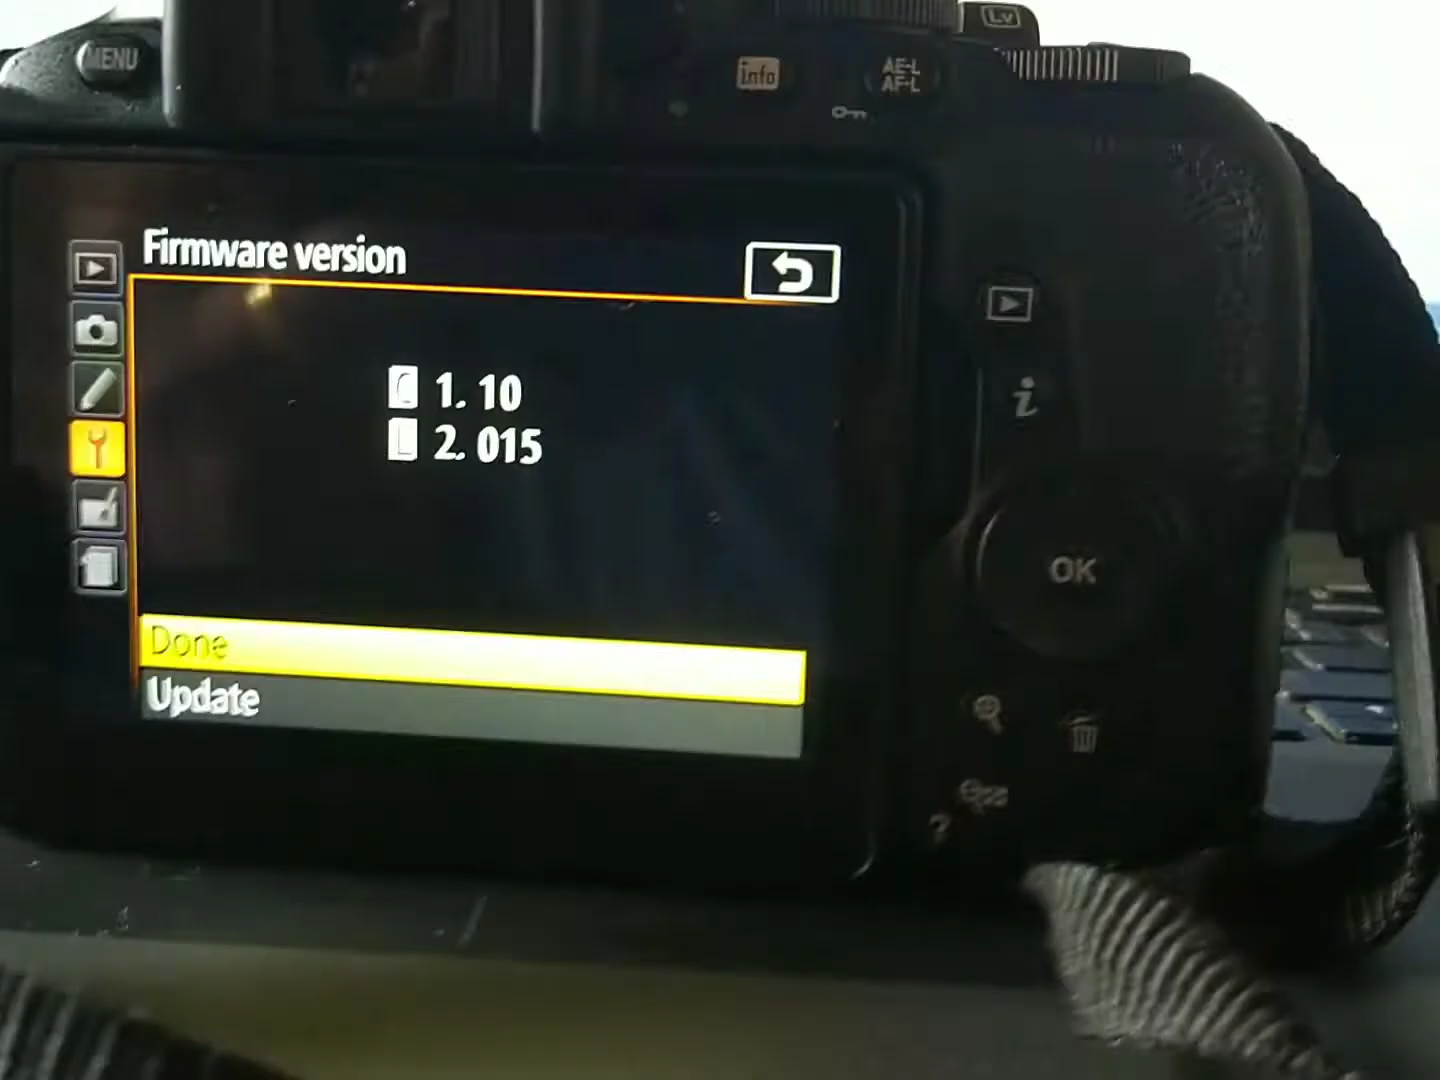 MENU
Lv
info
AE-L
AF-L
Firmware version
C 1.10
L 2.015
i
OK
Done
Update
?